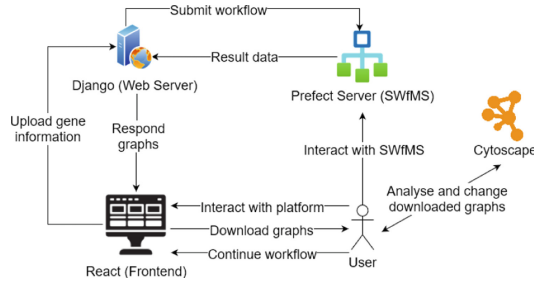 Submit workflow
Result data
Django (Web Server)
Prefect Server (SWfMS)
Upload gene
information
Respond
graphs
Interact with SWfMS
Cytoscape
Analyse and change
downloaded graphs
Interact with platform
Download graphs
Continue workflow
React (Frontend)
User